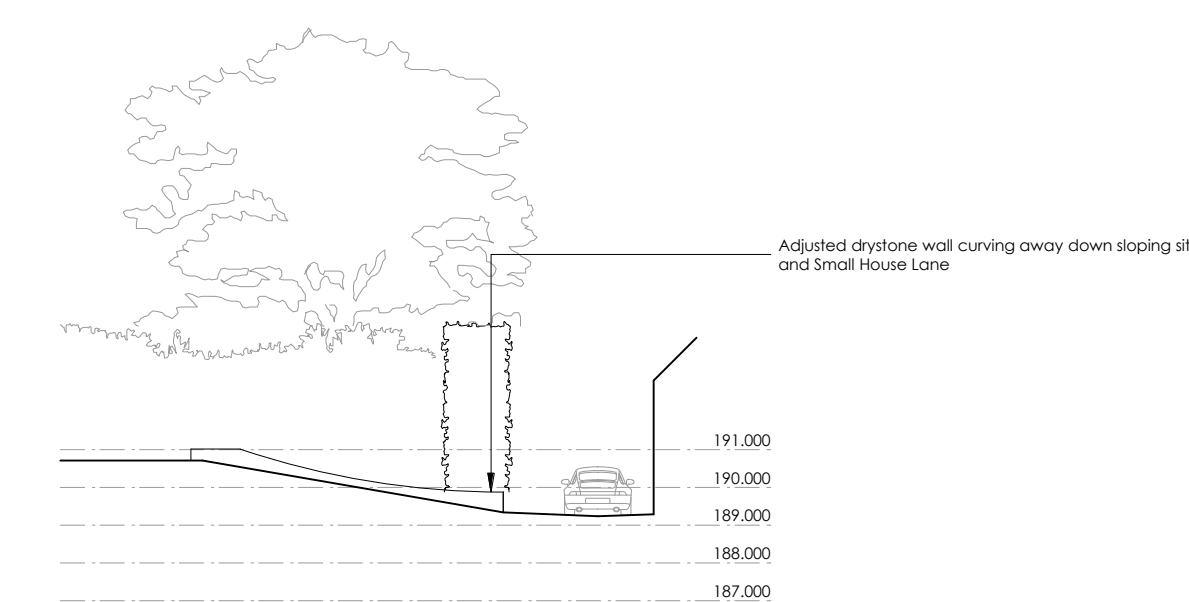 Adjusted drystone wall curving away down sloping
and Small House Lane
191.000
190.000
189.000
188.000
187.000